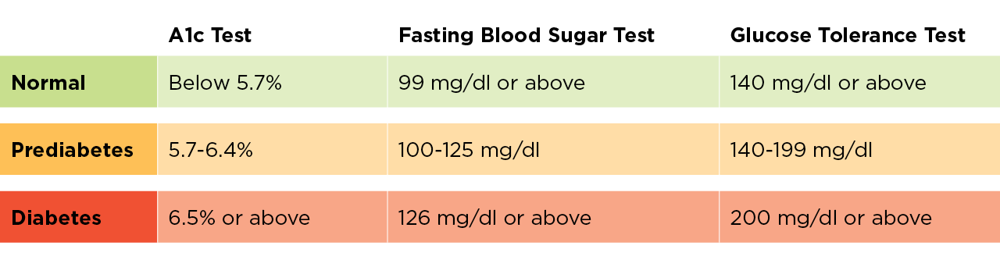 A1c Test Fasting Blood Sugar Test Glucose Tolerance Test
Normal Below 5.7% 99 mg/dl or above 140 mg/dl or above
Prediabetes 5.7-6.4% 100-125 mg/dl 140-199 mg/dl
Diabetes 6.5% or above 126 mg/dl or above 200 mg/dl or above